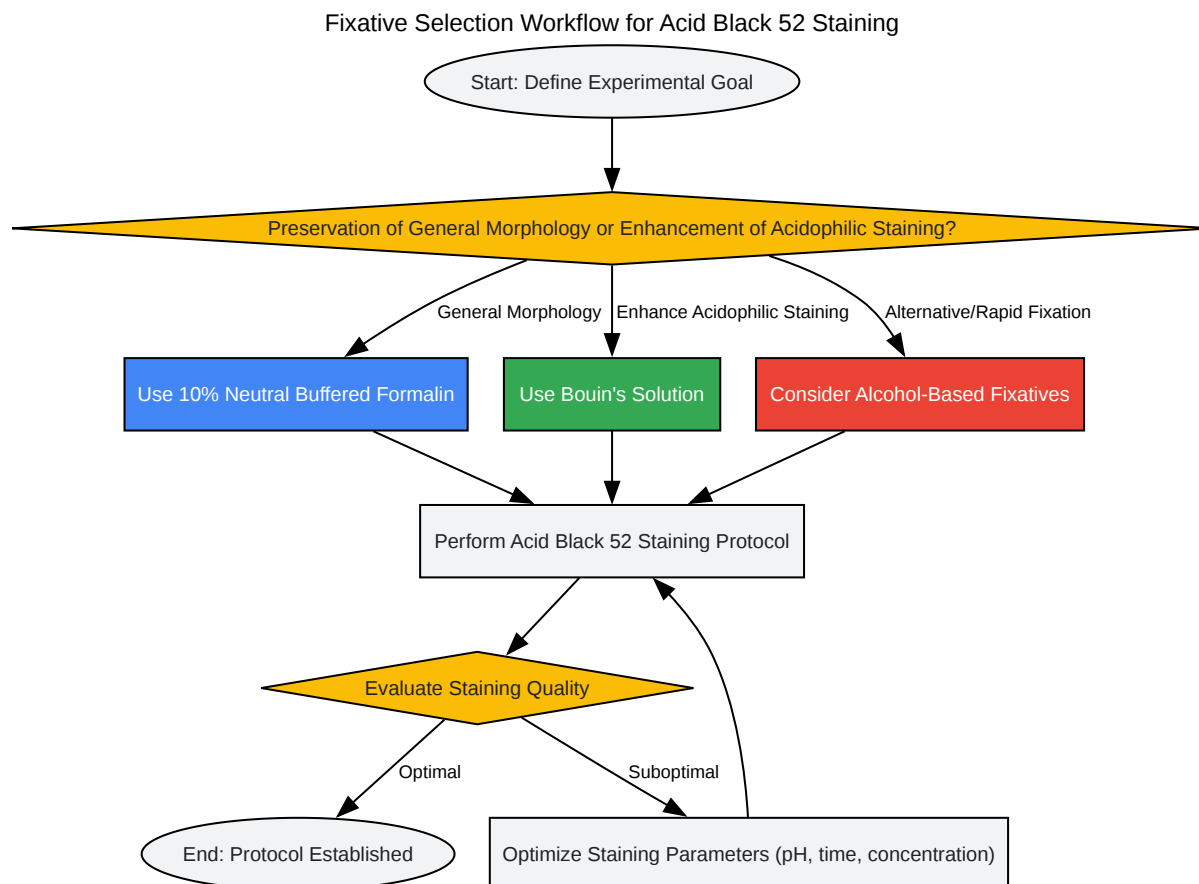 Fixative Selection Workflow for Acid Black 52 Staining
Start: Define Experimental Goal
Preservation of General Morphology or Enhancement of Acidophilic Staining?
General Morphology
Enhance Acidophilic Staining
Alternative/Rapid Fixation
Use 10% Neutral Buffered Formalin
Use Bouin's Solution
Consider Alcohol-Based Fixatives
Perform Acid Black 52 Staining Protocol
Evaluate Staining Quality
Optimal
Suboptimal
End: Protocol Established
Optimize Staining Parameters (pH, time, concentration)